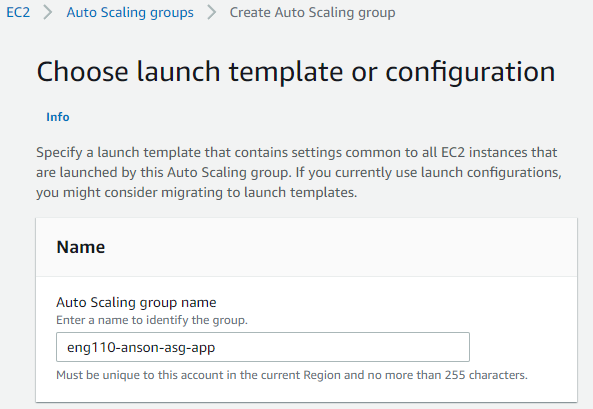 EC2 > Auto Scaling groups > Create Auto Scaling group
Choose launch template or configuration
Info
Specify a launch template that contains settings common to all EC2 instances that
are launched by this Auto Scaling group. If you currently use launch configurations,
you might consider migrating to launch templates.
Name
Auto Scaling group name
Enter a name to identify the group.
eng110-anson-asg-app
Must be unique to this account in the current Region and no more than 255 characters.